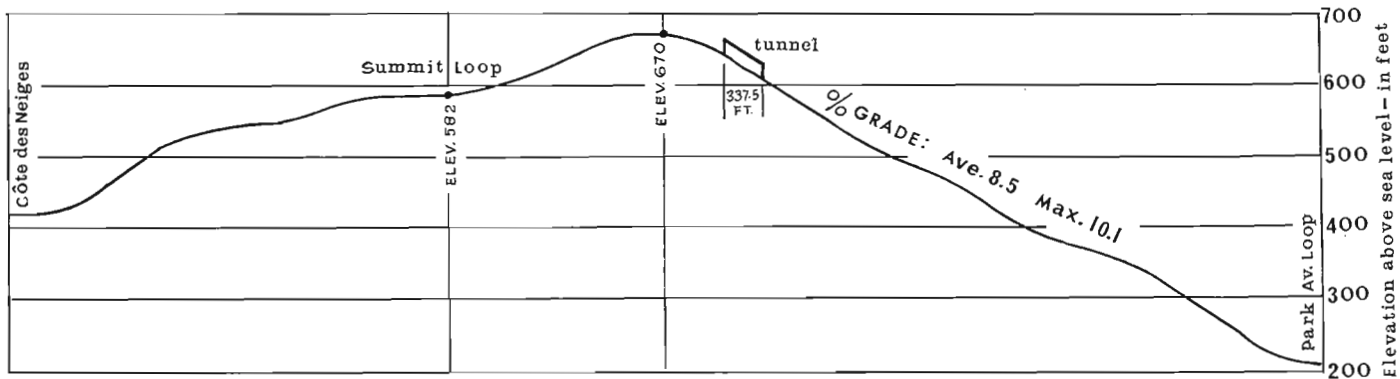 Côte des Neiges
Summit Loop
ELEV. 582
ELEV. 670
tunnel
337.5
FT.
% GRADE: Ave. 8.5 Max. 10.1
Park Av. Loop
700
600
500
400
300
200
Elevation above sea level—in feet